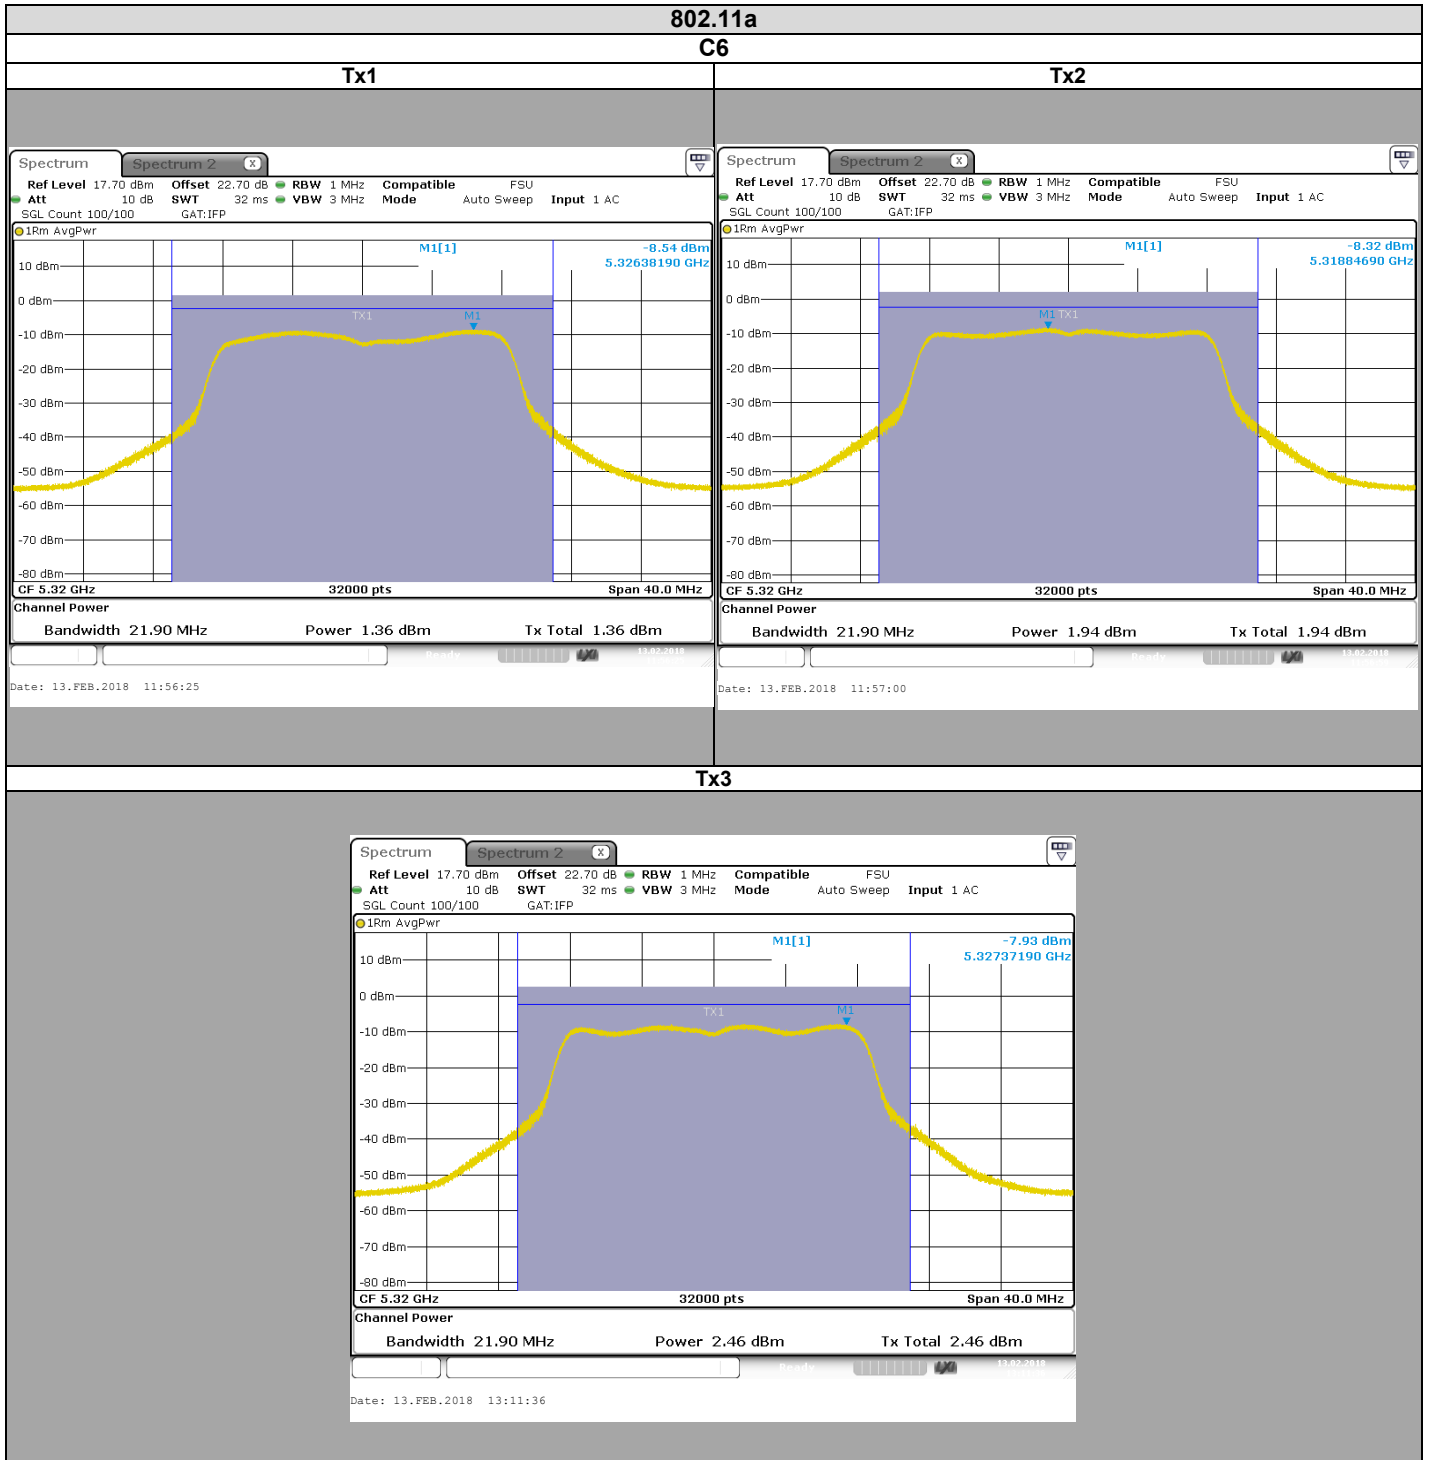 802.11a
C6
Tx1
Tx2
Spectrum Spectrum 2 X
Ref Level 17.70 dBm Offset 22.70 dB RBW 1 MHz Compatible FSU
Att 10 dB SWT 32 ms VBW 3 MHz Mode Auto Sweep Input 1 AC
SGL Count 100/100 GAT:IFP
1Rm AvgPwr
M1[1] -8.54 dBm
5.32638190 GHz
10 dBm
0 dBm
TX1 M1
-10 dBm
-20 dBm
-30 dBm
-40 dBm
-50 dBm
-60 dBm
-70 dBm
-80 dBm
CF 5.32 GHz 32000 pts Span 40.0 MHz
Channel Power
Bandwidth 21.90 MHz Power 1.36 dBm Tx Total 1.36 dBm
Ready 13.02.2018
Date: 13.FEB.2018 11:56:25
Spectrum Spectrum 2 X
Ref Level 17.70 dBm Offset 22.70 dB RBW 1 MHz Compatible FSU
Att 10 dB SWT 32 ms VBW 3 MHz Mode Auto Sweep Input 1 AC
SGL Count 100/100 GAT:IFP
1Rm AvgPwr
M1[1] -8.32 dBm
5.31884690 GHz
10 dBm
0 dBm
M1 TX1
-10 dBm
-20 dBm
-30 dBm
-40 dBm
-50 dBm
-60 dBm
-70 dBm
-80 dBm
CF 5.32 GHz 32000 pts Span 40.0 MHz
Channel Power
Bandwidth 21.90 MHz Power 1.94 dBm Tx Total 1.94 dBm
Ready 13.02.2018
Date: 13.FEB.2018 11:57:00
Tx3
Spectrum Spectrum 2 X
Ref Level 17.70 dBm Offset 22.70 dB RBW 1 MHz Compatible FSU
Att 10 dB SWT 32 ms VBW 3 MHz Mode Auto Sweep Input 1 AC
SGL Count 100/100 GAT:IFP
1Rm AvgPwr
M1[1] -7.93 dBm
5.32737190 GHz
10 dBm
0 dBm
TX1 M1
-10 dBm
-20 dBm
-30 dBm
-40 dBm
-50 dBm
-60 dBm
-70 dBm
-80 dBm
CF 5.32 GHz 32000 pts Span 40.0 MHz
Channel Power
Bandwidth 21.90 MHz Power 2.46 dBm Tx Total 2.46 dBm
Ready 13.02.2018
Date: 13.FEB.2018 13:11:36